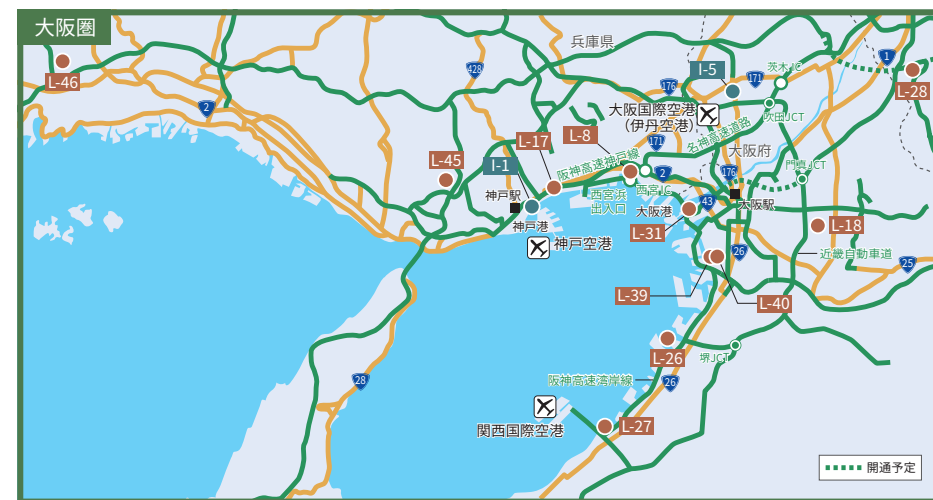 大阪圏
兵庫県
L-46
428
2
I-5
176
171
茨木JC
1
L-28
大阪国際空港
(伊丹空港)
吹田JCT
名神高速道路
L-17
L-8
171
大阪府
L-45
I-1
阪神高速神戸線
2
176
門真JCT
神戸駅
西宮浜
出入口
西宮JC
大阪港
43
大阪駅
神戸港
神戸空港
L-31
L-18
26
近畿自動車道
25
L-39
L-40
L-26
堺JCT
28
阪神高速湾岸線
26
関西国際空港
L-27
開通予定